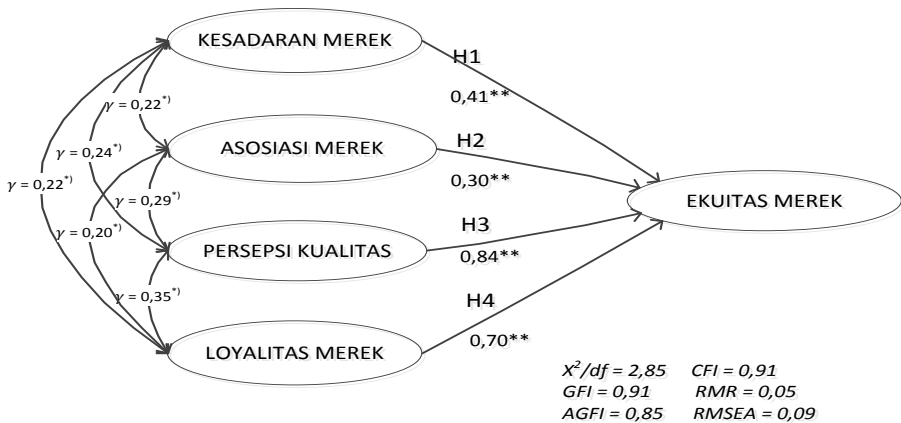 KESADARAN MEREK
H1
γ = 0,22*)
0,41**
H2
ASOSIASI MEREK
γ = 0,24*)
γ = 0,22*)
γ = 0,29*)
0,30**
EKUITAS MEREK
H3
γ = 0,20*)
PERSEPSI KUALITAS
0,84**
γ = 0,35*)
H4
LOYALITAS MEREK
0,70**
X²/df = 2,85 CFI = 0,91
GFI = 0,91 RMR = 0,05
AGFI = 0,85 RMSEA = 0,09